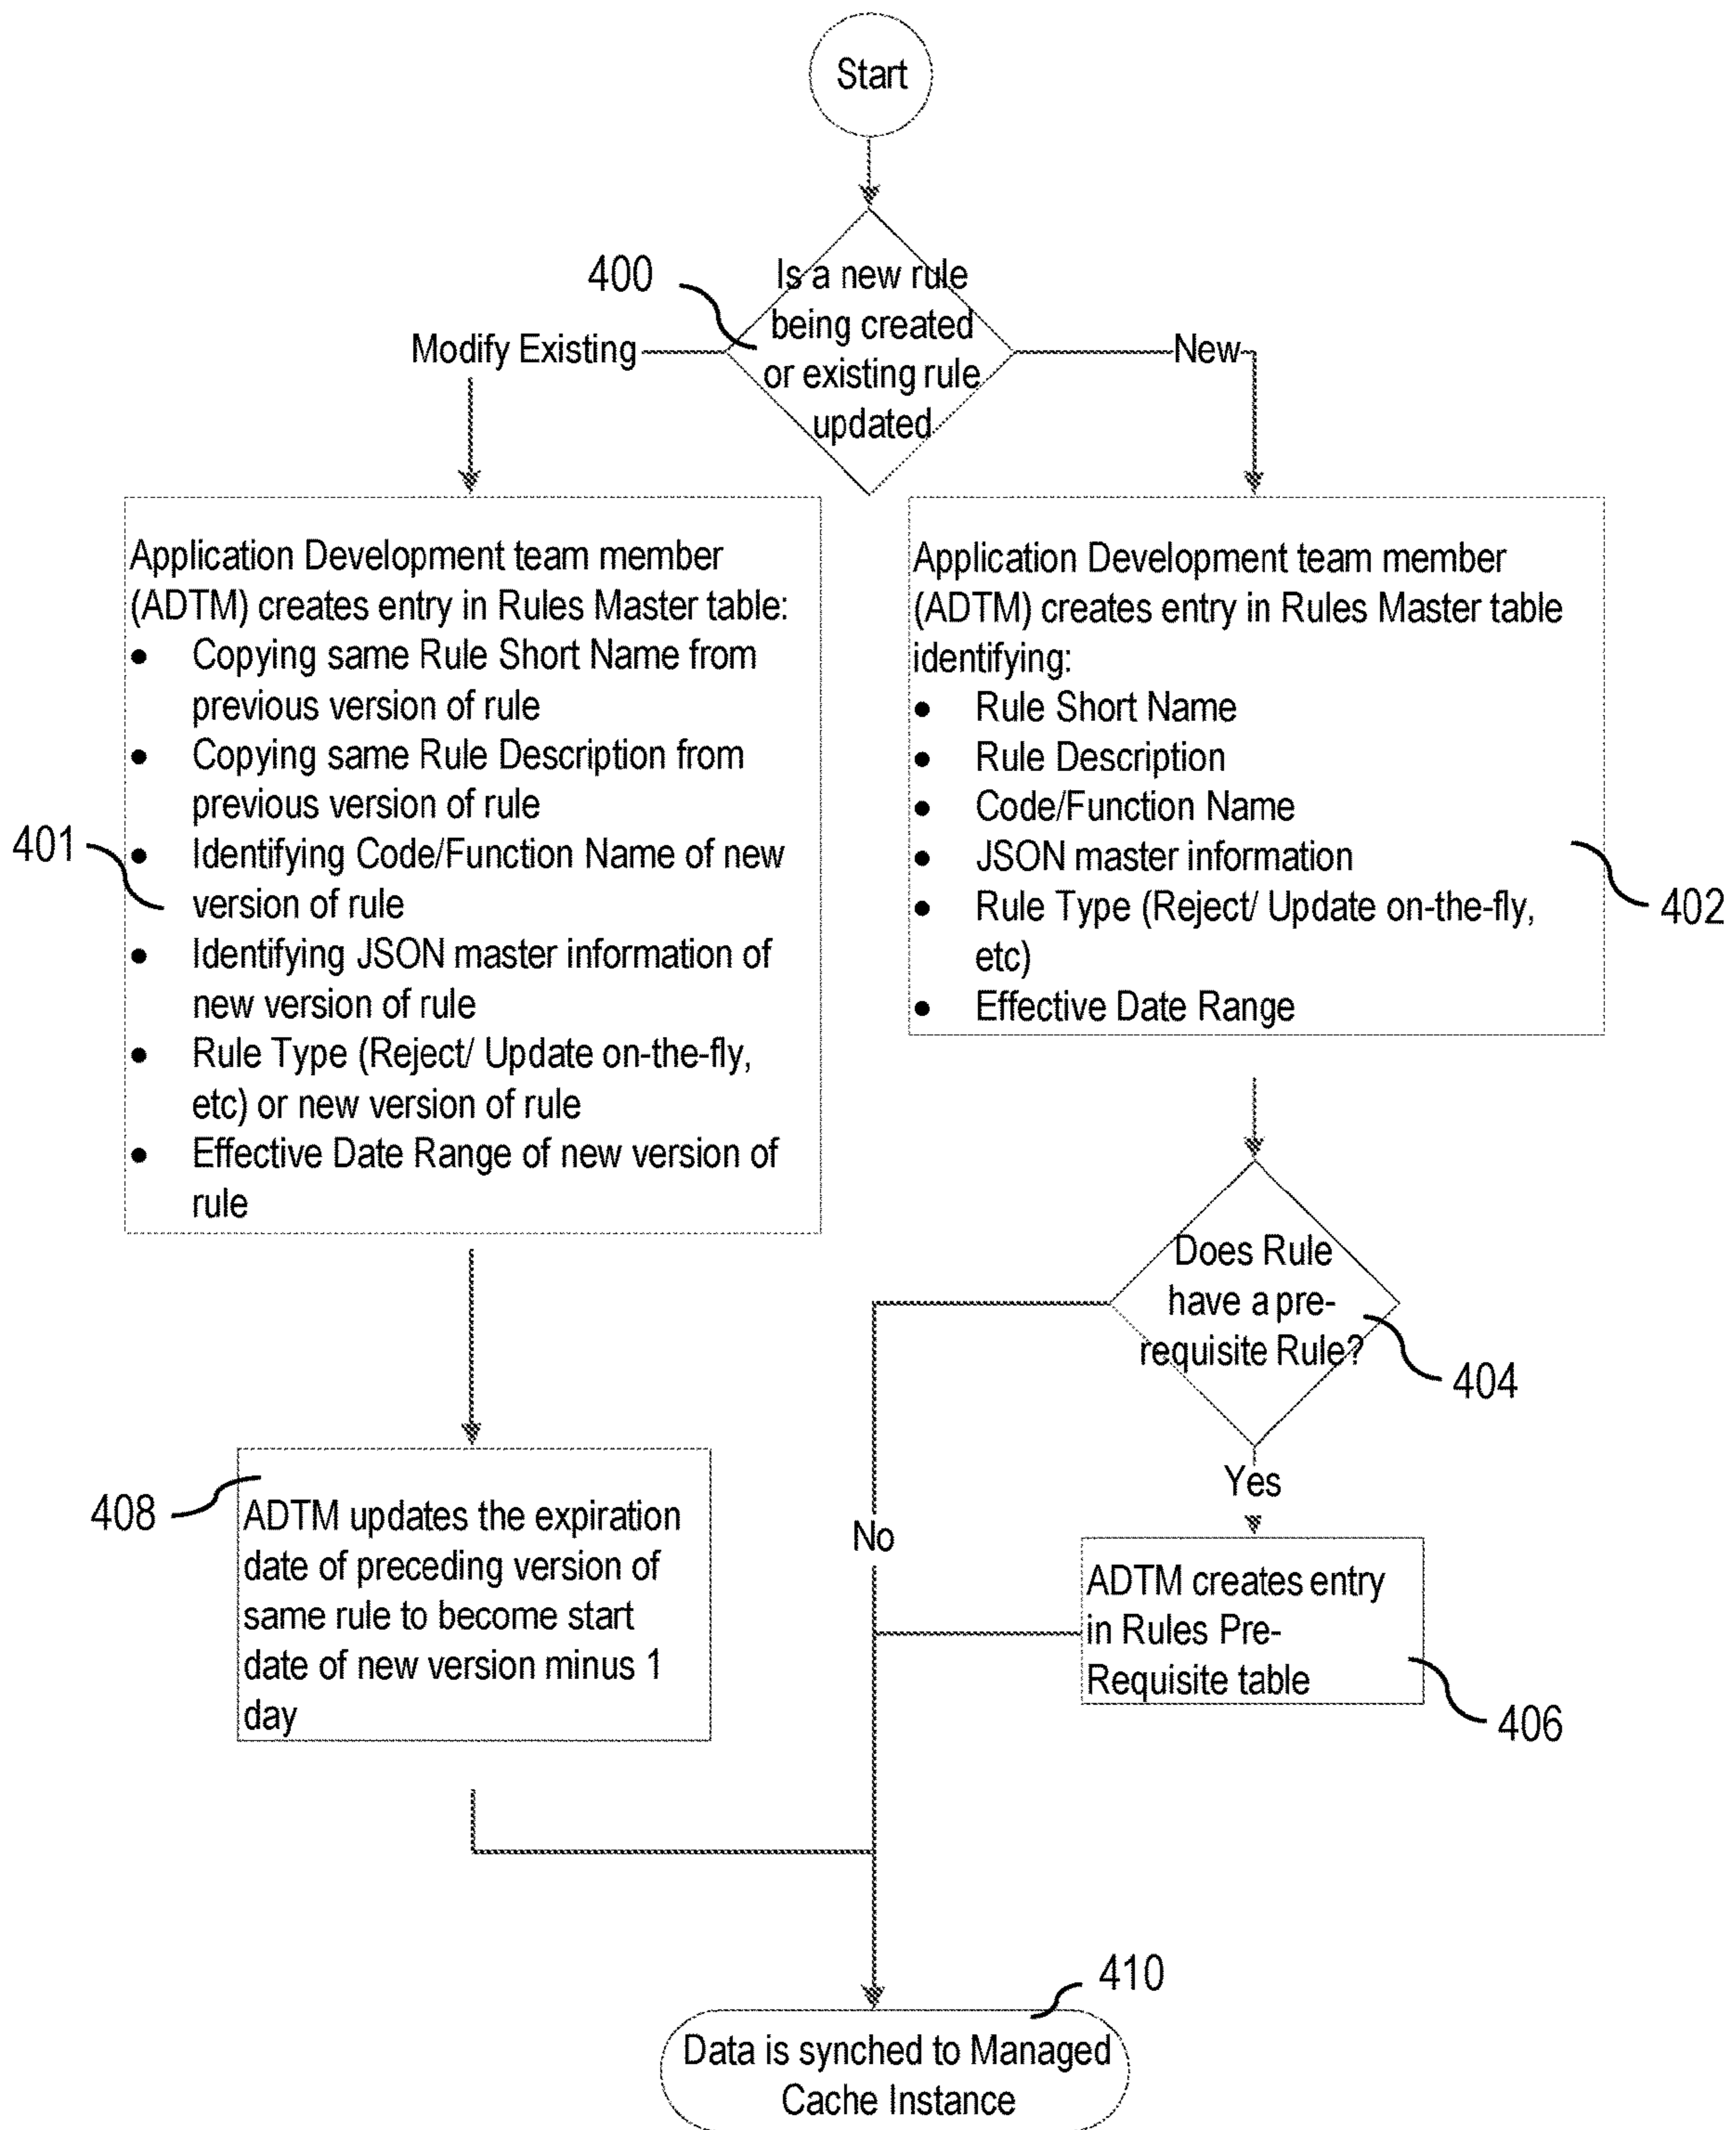 Start
400
Is a new rule
being created
or existing rule
updated
Modify Existing
New
Application Development team member
(ADTM) creates entry in Rules Master table:
● Copying same Rule Short Name from
previous version of rule
● Copying same Rule Description from
previous version of rule
● Identifying Code/Function Name of new
version of rule
● Identifying JSON master information of
new version of rule
● Rule Type (Reject/ Update on-the-fly,
etc) or new version of rule
● Effective Date Range of new version of
rule
401
Application Development team member
(ADTM) creates entry in Rules Master table
identifying:
● Rule Short Name
● Rule Description
● Code/Function Name
● JSON master information
● Rule Type (Reject/ Update on-the-fly,
etc)
● Effective Date Range
402
Does Rule
have a pre-
requisite Rule?
404
Yes
No
408
ADTM updates the expiration
date of preceding version of
same rule to become start
date of new version minus 1
day
ADTM creates entry
in Rules Pre-
Requisite table
406
410
Data is synched to Managed
Cache Instance